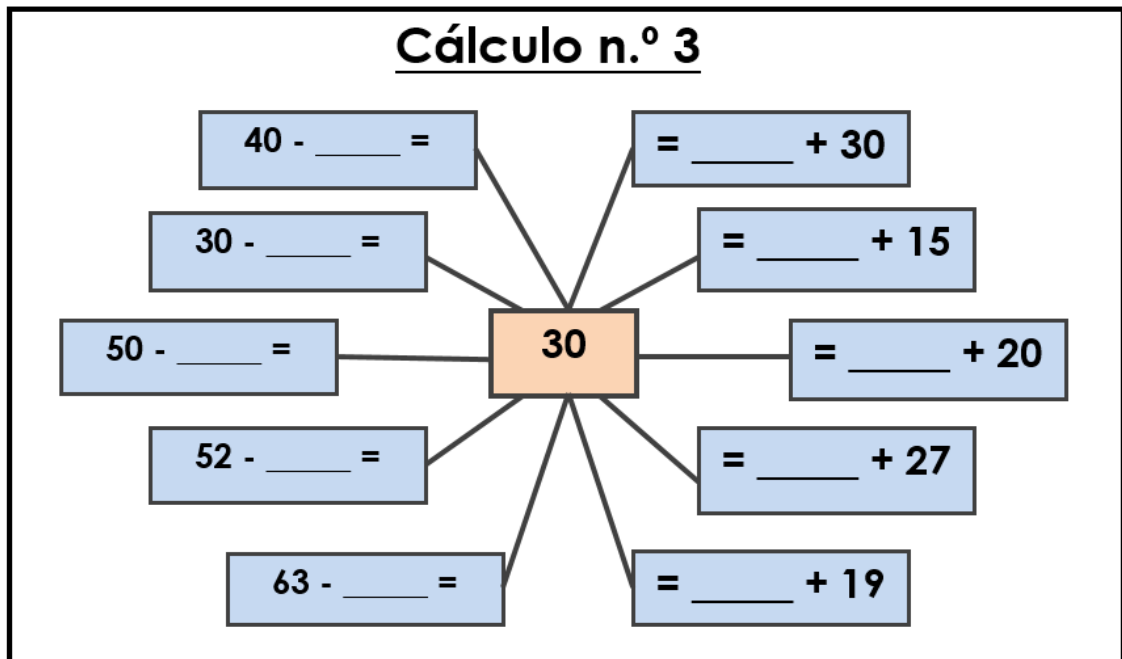 Cálculo n.º 3
40 - _____ =
= _____ + 30
30 - _____ =
= _____ + 15
50 - _____ =
30
= _____ + 20
52 - _____ =
= _____ + 27
63 - _____ =
= _____ + 19